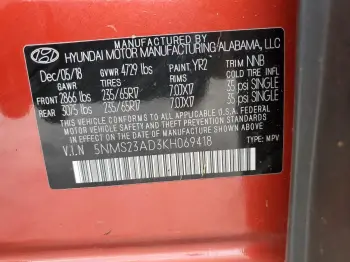 MANUFACTURED BY
HYUNDAI MOTOR MANUFACTURING ALABAMA, LLC
Dec/05/18 GVWR 4729 lbs PAINT YR2 TRIM NNB
GAWR TIRES RIMS COLD TIRE INFL.
FRONT 2866 lbs 235/65R17 7.0JX17 35 psi SINGLE
REAR 3075 lbs 235/65R17 7.0JX17 35 psi SINGLE
THIS VEHICLE CONFORMS TO ALL APPLICABLE FEDERAL MOTOR
VEHICLE SAFETY AND THEFT PREVENTION STANDARDS IN
EFFECT ON THE DATE OF MANUFACTURE SHOWN ABOVE.
V.I.N 5NMS23AD3KH069418 TYPE: MPV